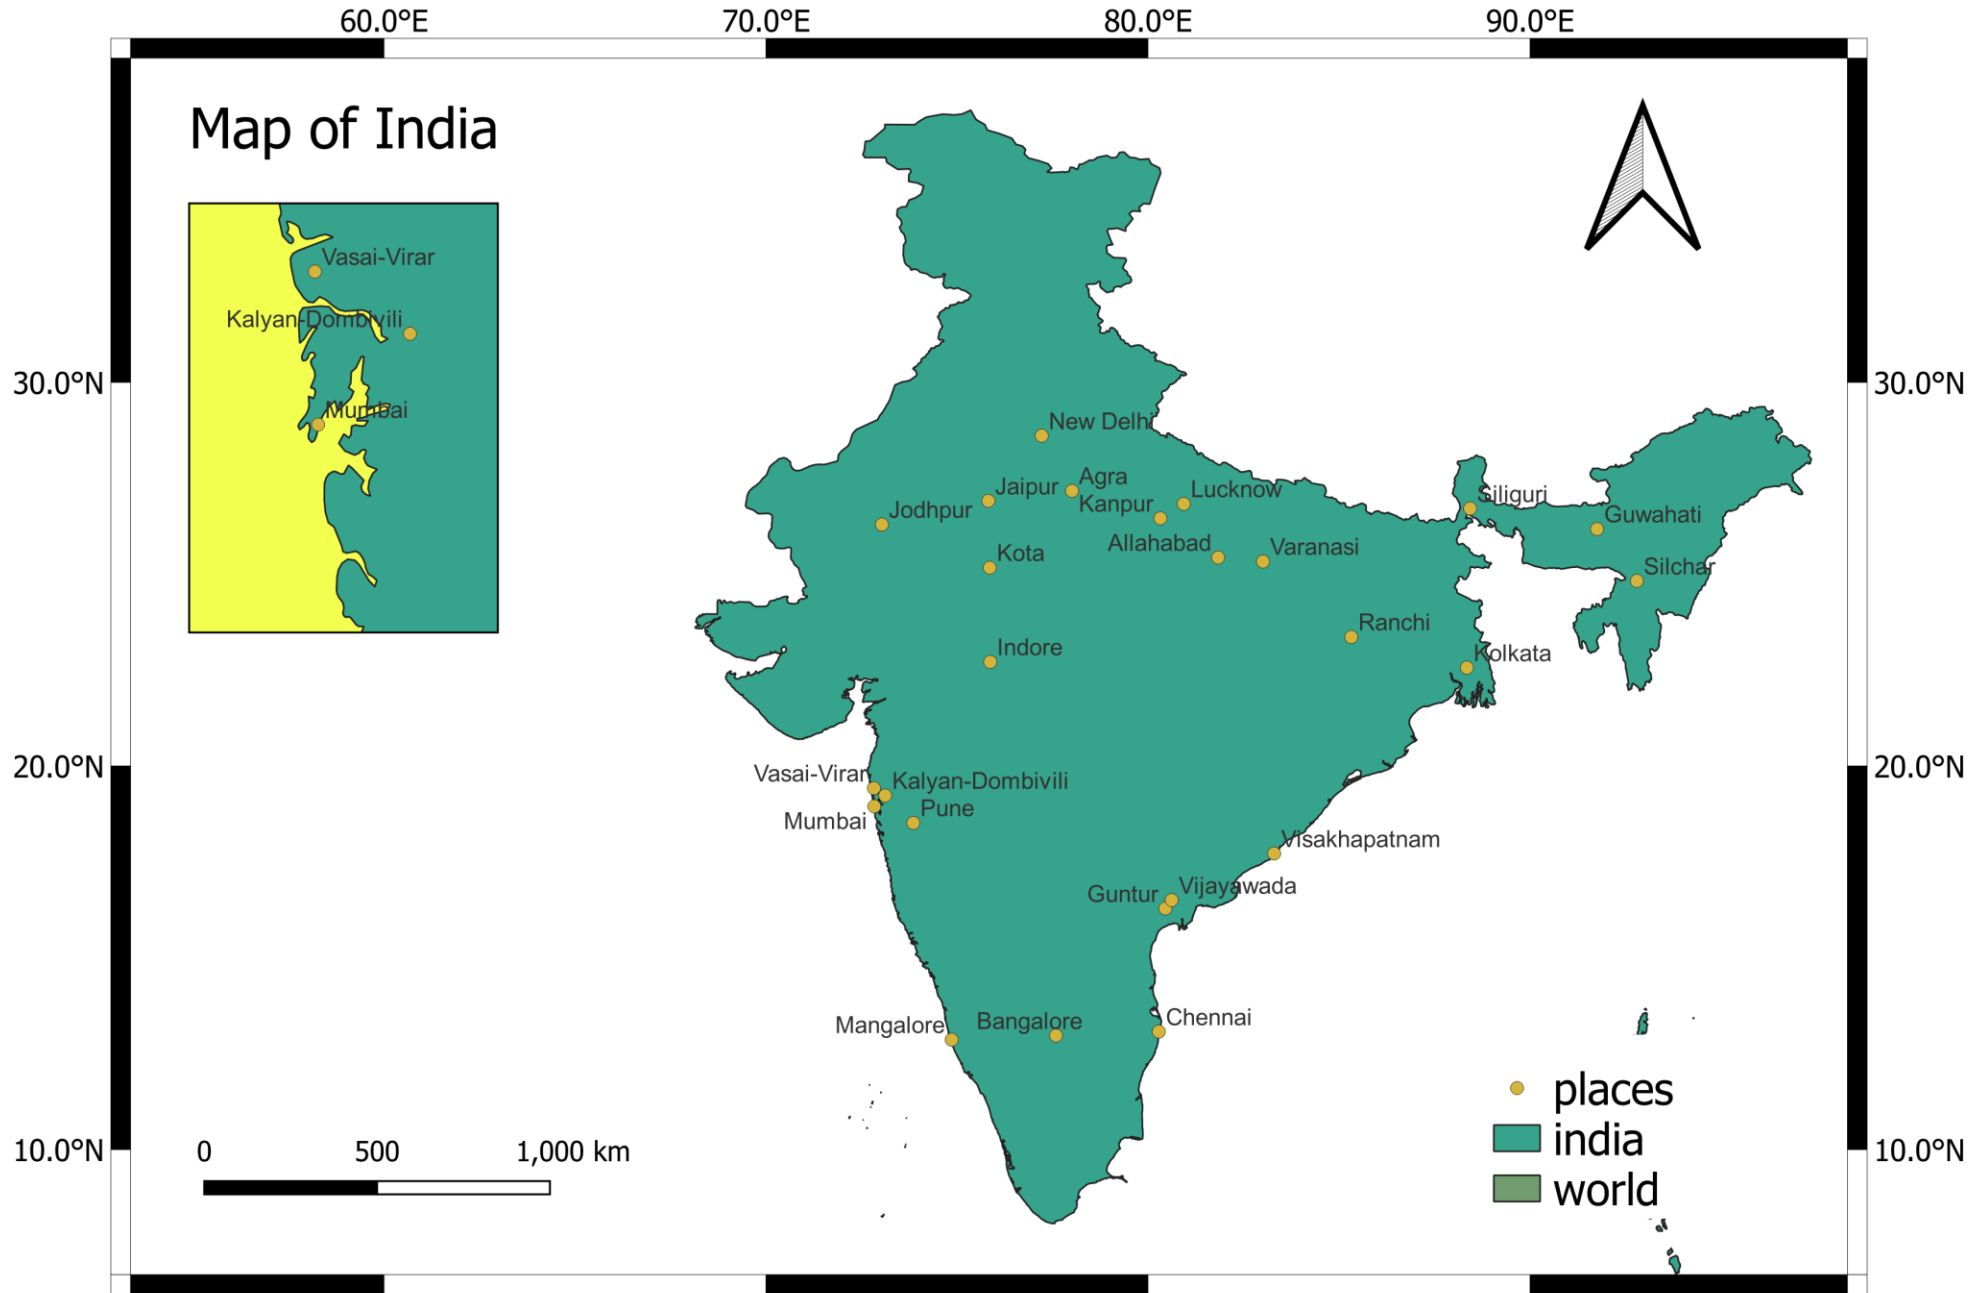 60.0°E 70.0°E 80.0°E 90.0°E
Map of India
Vasai-Virar
Kalyan-Dombivili
Mumbai
30.0°N 30.0°N
New Delhi
Agra
Jaipur
Lucknow
Kanpur
Siliguri
Jodhpur
Guwahati
Allahabad
Varanasi
Kota
Silchar
Ranchi
Indore
Kolkata
20.0°N 20.0°N
Vasai-Virar
Kalyan-Dombivili
Pune
Mumbai
Visakhapatnam
Vijayawada
Guntur
Chennai
Bangalore
Mangalore
places
india
world
10.0°N 10.0°N
0 500 1,000 km